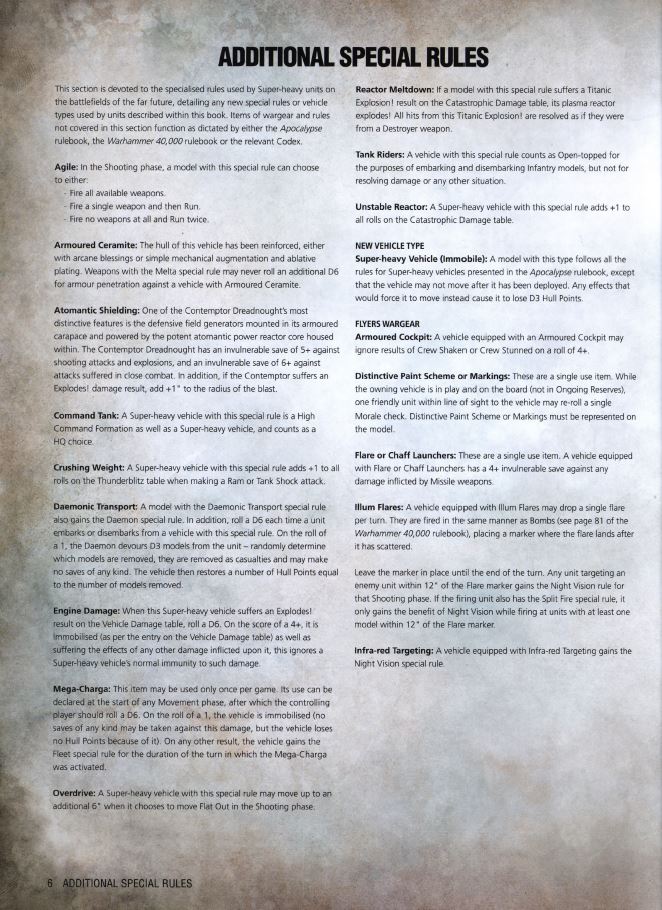 ADDITIONAL SPECIAL RULES
This section is devoted to the specialised rules used by Super-heavy units on
the battlefields of the far future, detailing any new special rules or vehicle
types used by units described within this book. Items of wargear and rules
not covered in this section function as dictated by either the Apocalypse
rulebook, the Warhammer 40,000 rulebook or the relevant Codex.
Agile: In the Shooting phase, a model with this special rule can choose
to either:
- Fire all available weapons.
- Fire a single weapon and then Run.
- Fire no weapons at all and Run twice.
Armoured Ceramite: The hull of this vehicle has been reinforced, either
with arcane blessings or simple mechanical augmentation and ablative
plating. Weapons with the Melta special rule may never roll an additional D6
for armour penetration against a vehicle with Armoured Ceramite.
Atomantic Shielding: One of the Contemptor Dreadnought's most
distinctive features is the defensive field generators mounted in its armoured
carapace and powered by the potent atomantic power reactor core housed
within. The Contemptor Dreadnought has an invulnerable save of 5+ against
shooting attacks and explosions, and an invulnerable save of 6+ against
attacks suffered in close combat. In addition, if the Contemptor suffers an
Explodes! damage result, add +1" to the radius of the blast.
Command Tank: A Super-heavy vehicle with this special rule is a High
Command Formation as well as a Super-heavy vehicle, and counts as a
HQ choice.
Crushing Weight: A Super-heavy vehicle with this special rule adds +1 to all
rolls on the Thunderblitz table when making a Ram or Tank Shock attack.
Daemonic Transport: A model with the Daemonic Transport special rule
also gains the Daemon special rule. In addition, roll a D6 each time a unit
embarks or disembarks from a vehicle with this special rule. On the roll of
a 1, the Daemon devours D3 models from the unit – randomly determine
which models are removed, they are removed as casualties and may make
no saves of any kind. The vehicle then restores a number of Hull Points equal
to the number of models removed.
Engine Damage: When this Super-heavy vehicle suffers an Explodes!
result on the Vehicle Damage table, roll a D6. On the score of a 4+, it is
Immobilised (as per the entry on the Vehicle Damage table) as well as
suffering the effects of any other damage inflicted upon it, this ignores a
Super-heavy vehicle's normal immunity to such damage.
Mega-Charga: This item may be used only once per game. Its use can be
declared at the start of any Movement phase, after which the controlling
player should roll a D6. On the roll of a 1, the vehicle is immobilised (no
saves of any kind may be taken against this damage, but the vehicle loses
no Hull Points because of it). On any other result, the vehicle gains the
Fleet special rule for the duration of the turn in which the Mega-Charga
was activated.
Overdrive: A Super-heavy vehicle with this special rule may move up to an
additional 6" when it chooses to move Flat Out in the Shooting phase.
Reactor Meltdown: If a model with this special rule suffers a Titanic
Explosion! result on the Catastrophic Damage table, its plasma reactor
explodes! All hits from this Titanic Explosion! are resolved as if they were
from a Destroyer weapon.
Tank Riders: A vehicle with this special rule counts as Open-topped for
the purposes of embarking and disembarking Infantry models, but not for
resolving damage or any other situation.
Unstable Reactor: A Super-heavy vehicle with this special rule adds +1 to
all rolls on the Catastrophic Damage table.
NEW VEHICLE TYPE
Super-heavy Vehicle (Immobile): A model with this type follows all the
rules for Super-heavy vehicles presented in the Apocalypse rulebook, except
that the vehicle may not move after it has been deployed. Any effects that
would force it to move instead cause it to lose D3 Hull Points.
FLYERS WARGEAR
Armoured Cockpit: A vehicle equipped with an Armoured Cockpit may
ignore results of Crew Shaken or Crew Stunned on a roll of 4+.
Distinctive Paint Scheme or Markings: These are a single use item. While
the owning vehicle is in play and on the board (not in Ongoing Reserves),
one friendly unit within line of sight to the vehicle may re-roll a single
Morale check. Distinctive Paint Scheme or Markings must be represented on
the model.
Flare or Chaff Launchers: These are a single use item. A vehicle equipped
with Flare or Chaff Launchers has a 4+ invulnerable save against any
damage inflicted by Missile weapons.
Illum Flares: A vehicle equipped with Illum Flares may drop a single flare
per turn. They are fired in the same manner as Bombs (see page 81 of the
Warhammer 40,000 rulebook), placing a marker where the flare lands after
it has scattered.
Leave the marker in place until the end of the turn. Any unit targeting an
enemy unit within 12" of the Flare marker gains the Night Vision rule for
that Shooting phase. If the firing unit also has the Split Fire special rule, it
only gains the benefit of Night Vision while firing at units with at least one
model within 12" of the Flare marker.
Infra-red Targeting: A vehicle equipped with Infra-red Targeting gains the
Night Vision special rule.
6 ADDITIONAL SPECIAL RULES